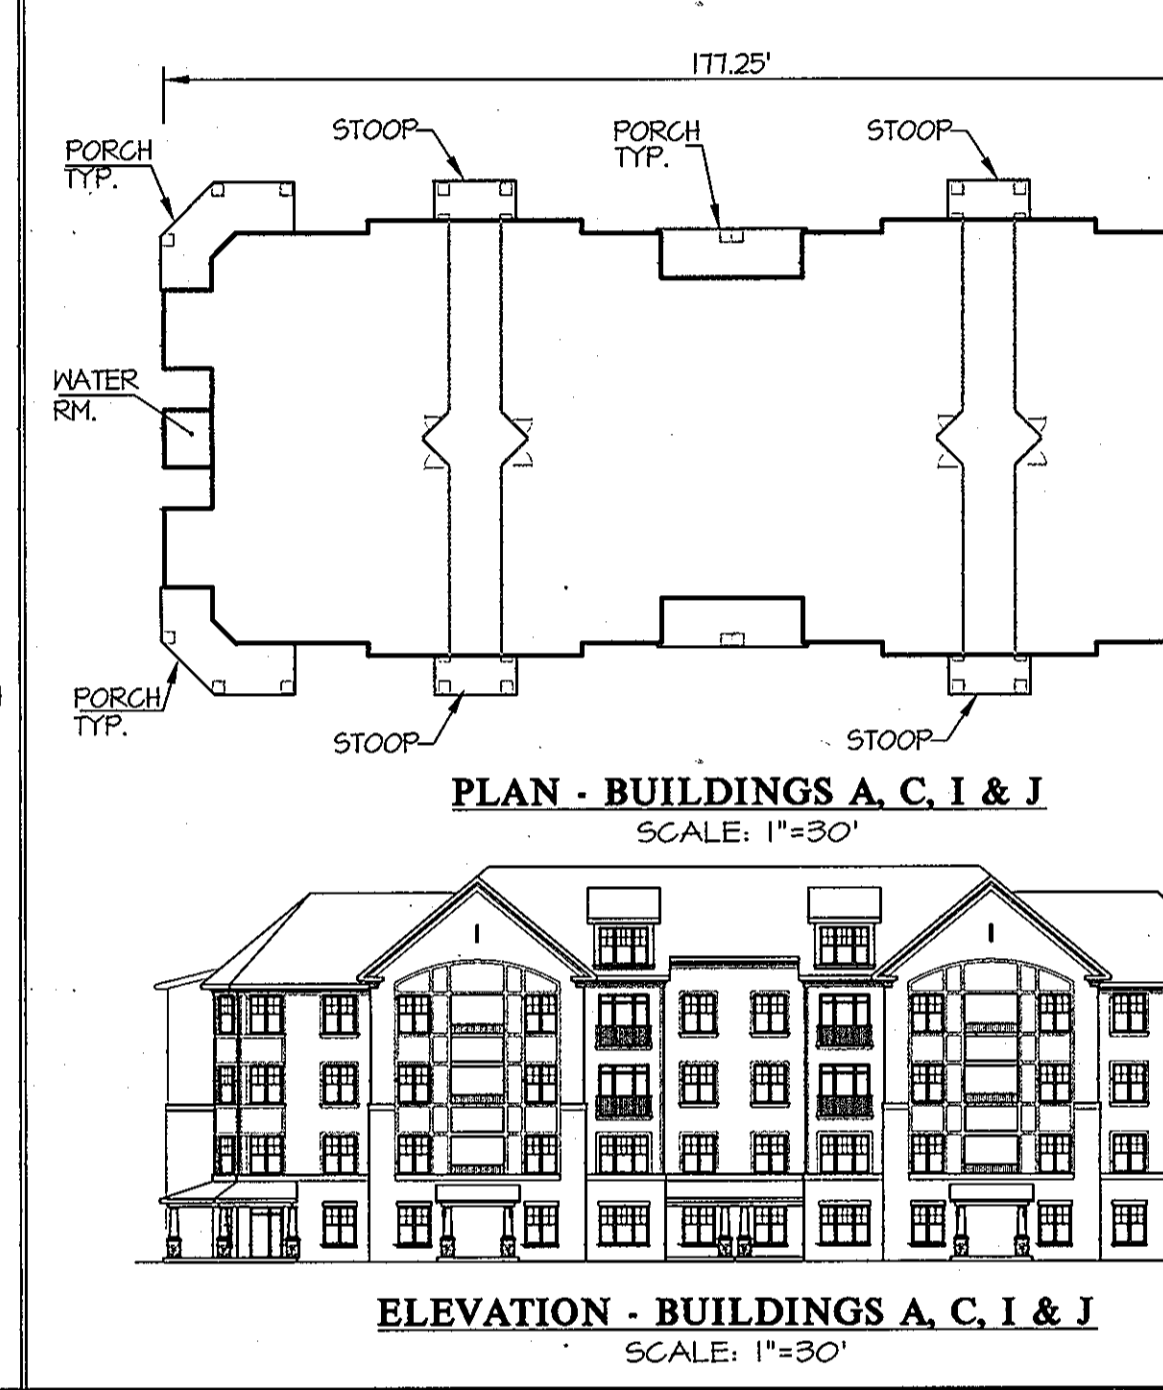 177.25'
STOOP
PORCH
TYP.
STOOP
PORCH
TYP.
WATER
RM.
PORCH
TYP.
STOOP
STOOP
PLAN - BUILDINGS A, C, I & J
SCALE: 1"=30'
ELEVATION - BUILDINGS A, C, I & J
SCALE: 1"=30'